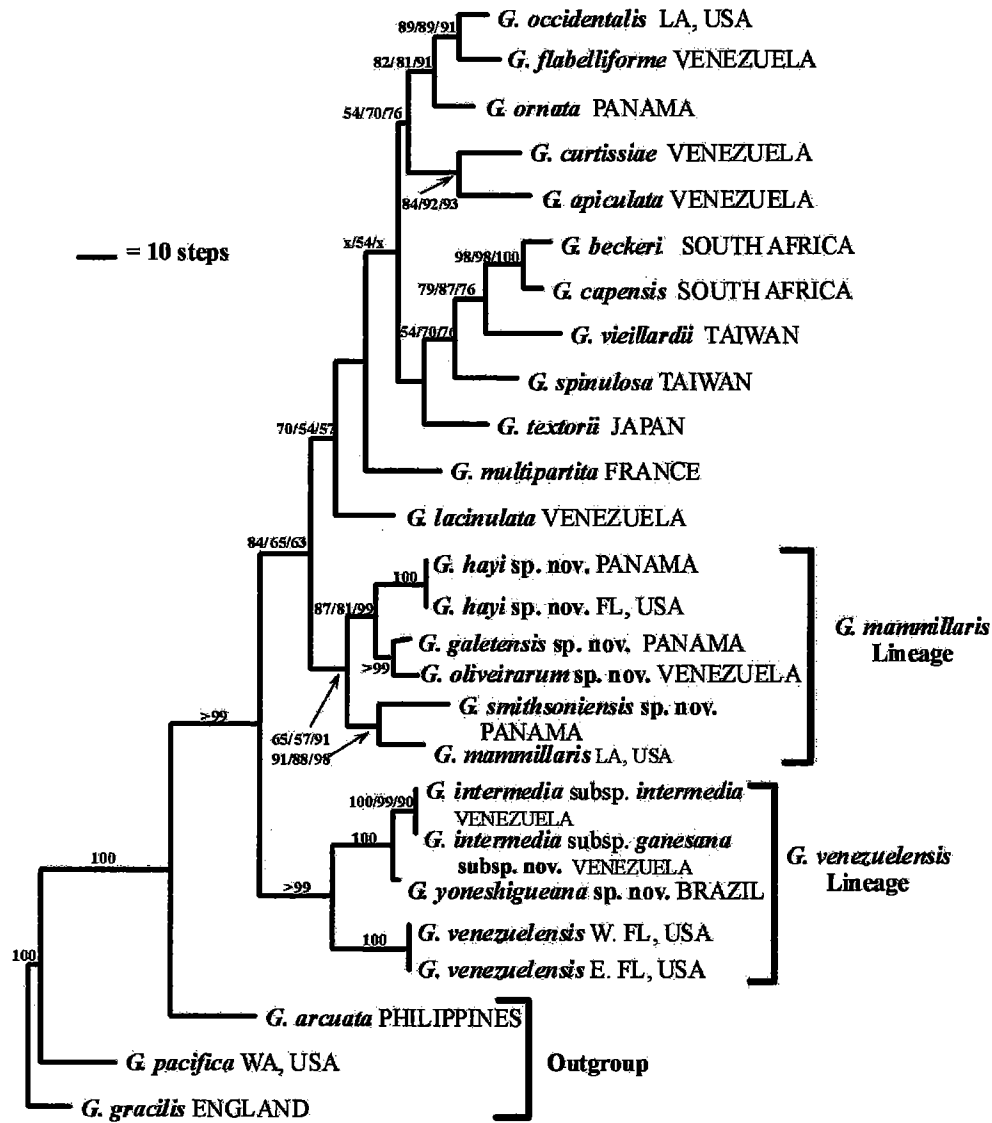 89/89/91
G. occidentalis LA, USA
82/81/91
G. flabelliforme VENEZUELA
54/70/76
G. ornata PANAMA
G. curtissiae VENEZUELA
84/92/93
G. apiculata VENEZUELA
x/54/x
= 10 steps
98/98/100
G. beckeri SOUTH AFRICA
79/87/76
G. capensis SOUTH AFRICA
54/70/76
G. vieillardii TAIWAN
G. spinulosa TAIWAN
70/54/57
G. textorii JAPAN
G. multipartita FRANCE
G. lacinulata VENEZUELA
84/65/63
100
G. hayi sp. nov. PANAMA
87/81/99
G. hayi sp. nov. FL, USA
G. galetensis sp. nov. PANAMA
>99
G. oliveirarum sp. nov. VENEZUELA
G. smithsoniensis sp. nov.
PANAMA
65/57/91
91/88/98
G. mammillaris LA, USA
G. mammillaris
Lineage
>99
100/99/90
G. intermedia subsp. intermedia
VENEZUELA
100
G. intermedia subsp. ganesana
subsp. nov. VENEZUELA
>99
G. yoneshigueana sp. nov. BRAZIL
100
G. venezuelensis W. FL, USA
G. venezuelensis E. FL, USA
G. venezuelensis
Lineage
100
100
G. arcuata PHILIPPINES
G. pacifica WA, USA
G. gracilis ENGLAND
Outgroup